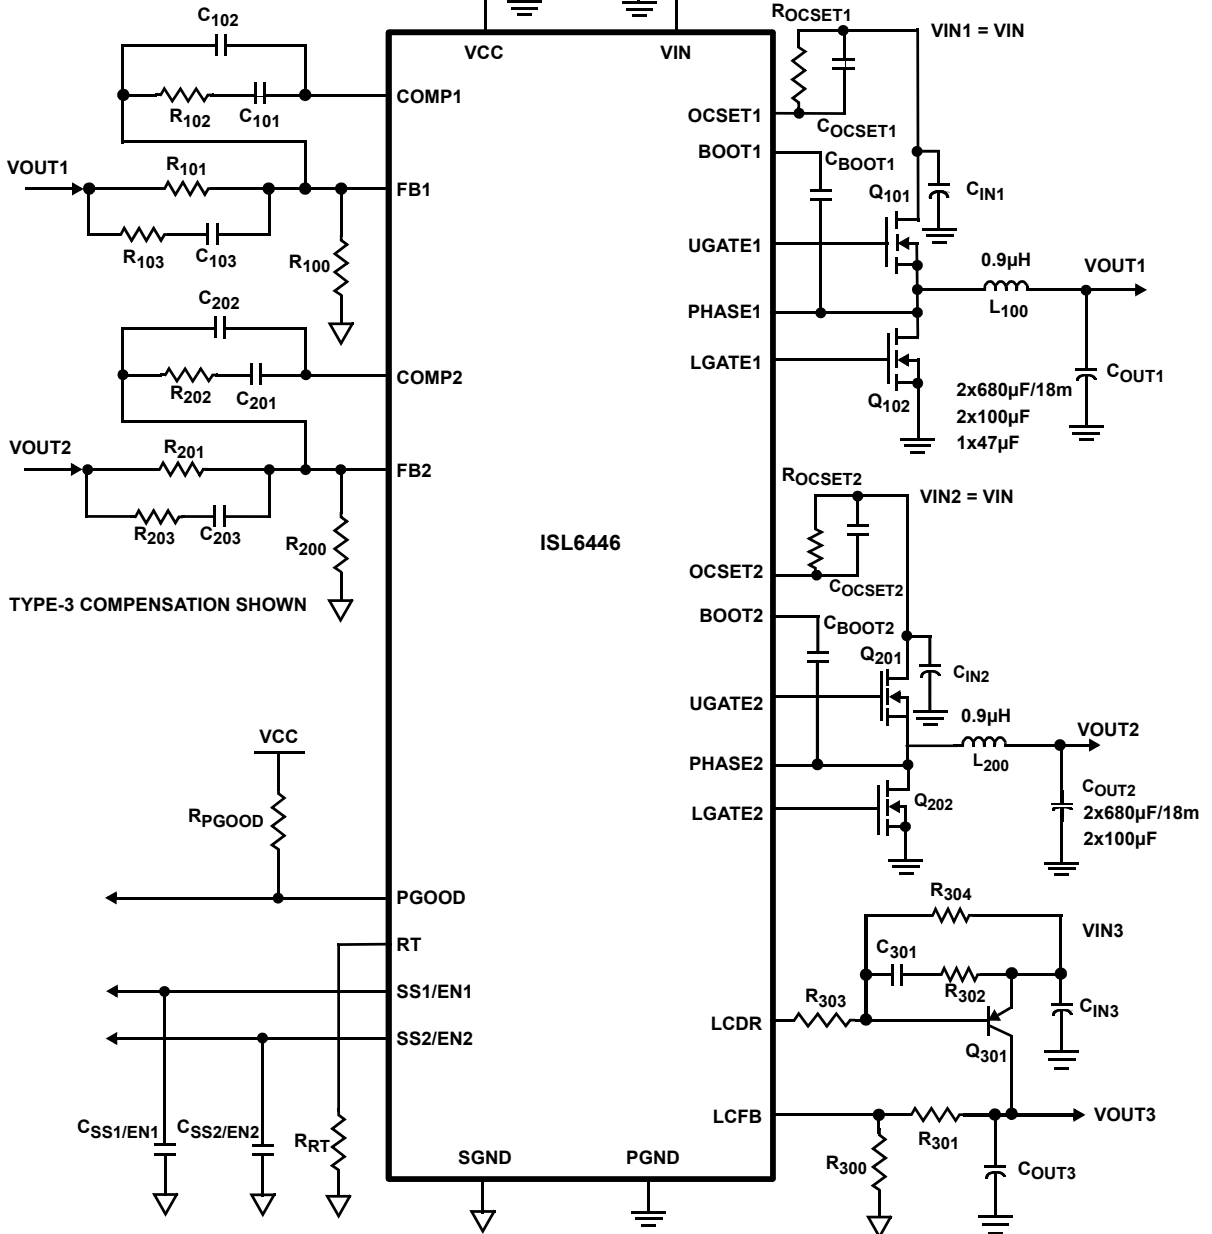 C102
R102
C101
VOUT1
R101
R103
C103
R100
C202
R202
C201
VOUT2
R201
R203
C203
R200
TYPE-3 COMPENSATION SHOWN
VCC
RPGOOD
CSS1/EN1
CSS2/EN2
RRT
VCC
VIN
COMP1
FB1
COMP2
FB2
ISL6446
PGOOD
RT
SS1/EN1
SS2/EN2
SGND
PGND
OCSET1
BOOT1
UGATE1
PHASE1
LGATE1
OCSET2
BOOT2
UGATE2
PHASE2
LGATE2
LCDR
LCFB
ROCSET1
VIN1 = VIN
COCSET1
CBOOT1
Q101
CIN1
0.9µH
VOUT1
L100
COUT1
Q102
2x680µF/18m
2x100µF
1x47µF
ROCSET2
VIN2 = VIN
COCSET2
CBOOT2
Q201
CIN2
0.9µH
VOUT2
L200
Q202
COUT2
2x680µF/18m
2x100µF
R304
VIN3
C301
R302
R303
CIN3
Q301
VOUT3
R301
R300
COUT3